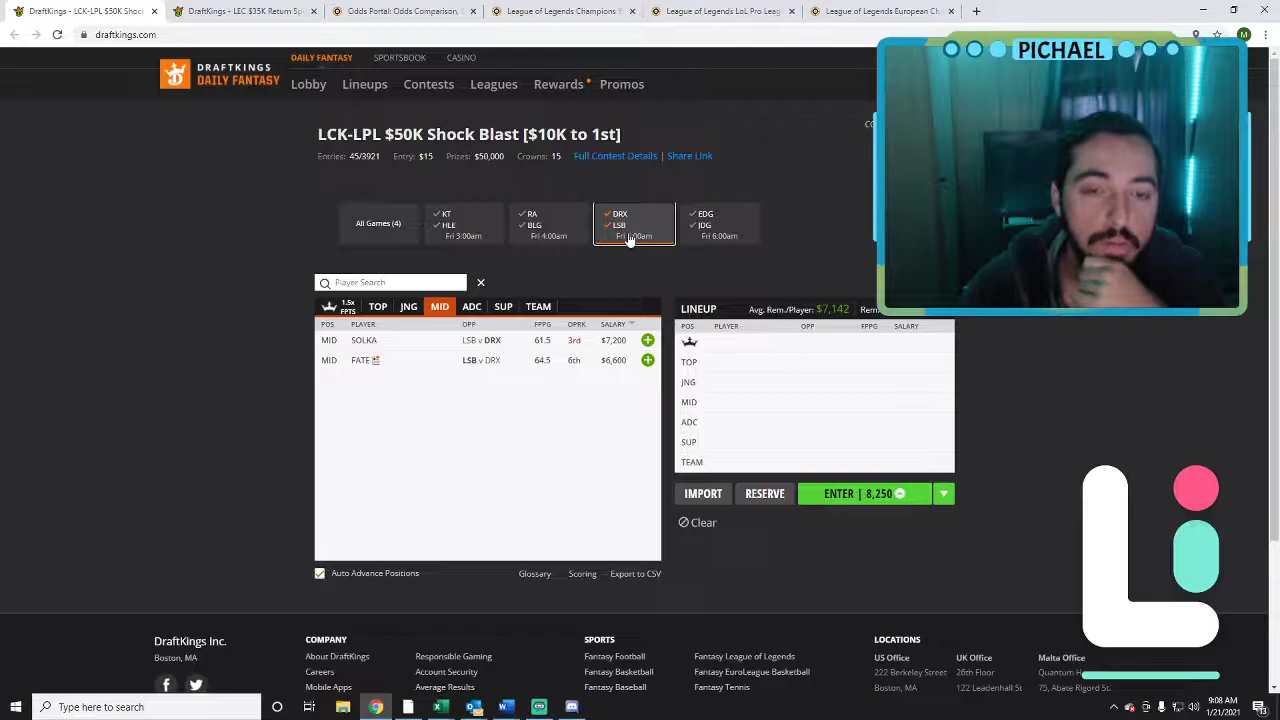 DraftKings - LCK-LPL $50K Shock
DraftKings - LEC $35K Return Spe
Odds Portal: Odds Comparison,
League of Legends Champions
League of Legends LoL Pro Leag
League of Legends European Ch
draftkings.com
PICHAEL
DAILY FANTASY SPORTSBOOK CASINO
DRAFTKINGS
DAILY FANTASY
Lobby Lineups Contests Leagues Rewards Promos
LCK-LPL $50K Shock Blast [$10K to 1st]
Entries: 45/3921 Entry: $15 Prizes: $50,000 Crowns: 15 Full Contest Details | Share Link
All Games (4)
KT
HLE
Fri 3:00am
RA
BLG
Fri 4:00am
DRX
LSB
EDG
JDG
Fri 6:00am
Player Search
1.5x
FPTS
TOP JNG MID ADC SUP TEAM
POS PLAYER OPP FPPG OPRK SALARY
MID SOLKA LSB v DRX 61.5 3rd $7,200
MID FATE LSB v DRX 64.5 6th $6,600
LINEUP Avg. Rem./Player: $7,142
POS PLAYER OPP FPPG SALARY
TOP
JNG
MID
ADC
SUP
TEAM
IMPORT RESERVE ENTER | 8,250
Clear
Auto Advance Positions Glossary Scoring Export to CSV
DraftKings Inc.
Boston, MA
COMPANY
About DraftKings Responsible Gaming
Careers Account Security
Mobile Apps Average Results
SPORTS
Fantasy Football Fantasy League of Legends
Fantasy Basketball Fantasy EuroLeague Basketball
Fantasy Baseball Fantasy Tennis
LOCATIONS
US Office UK Office Malta Office
222 Berkeley Street 26th Floor
Boston, MA 122 Leadenhall St 75, Abate Rigord St
Type here to search
9:08 AM
1/21/2021